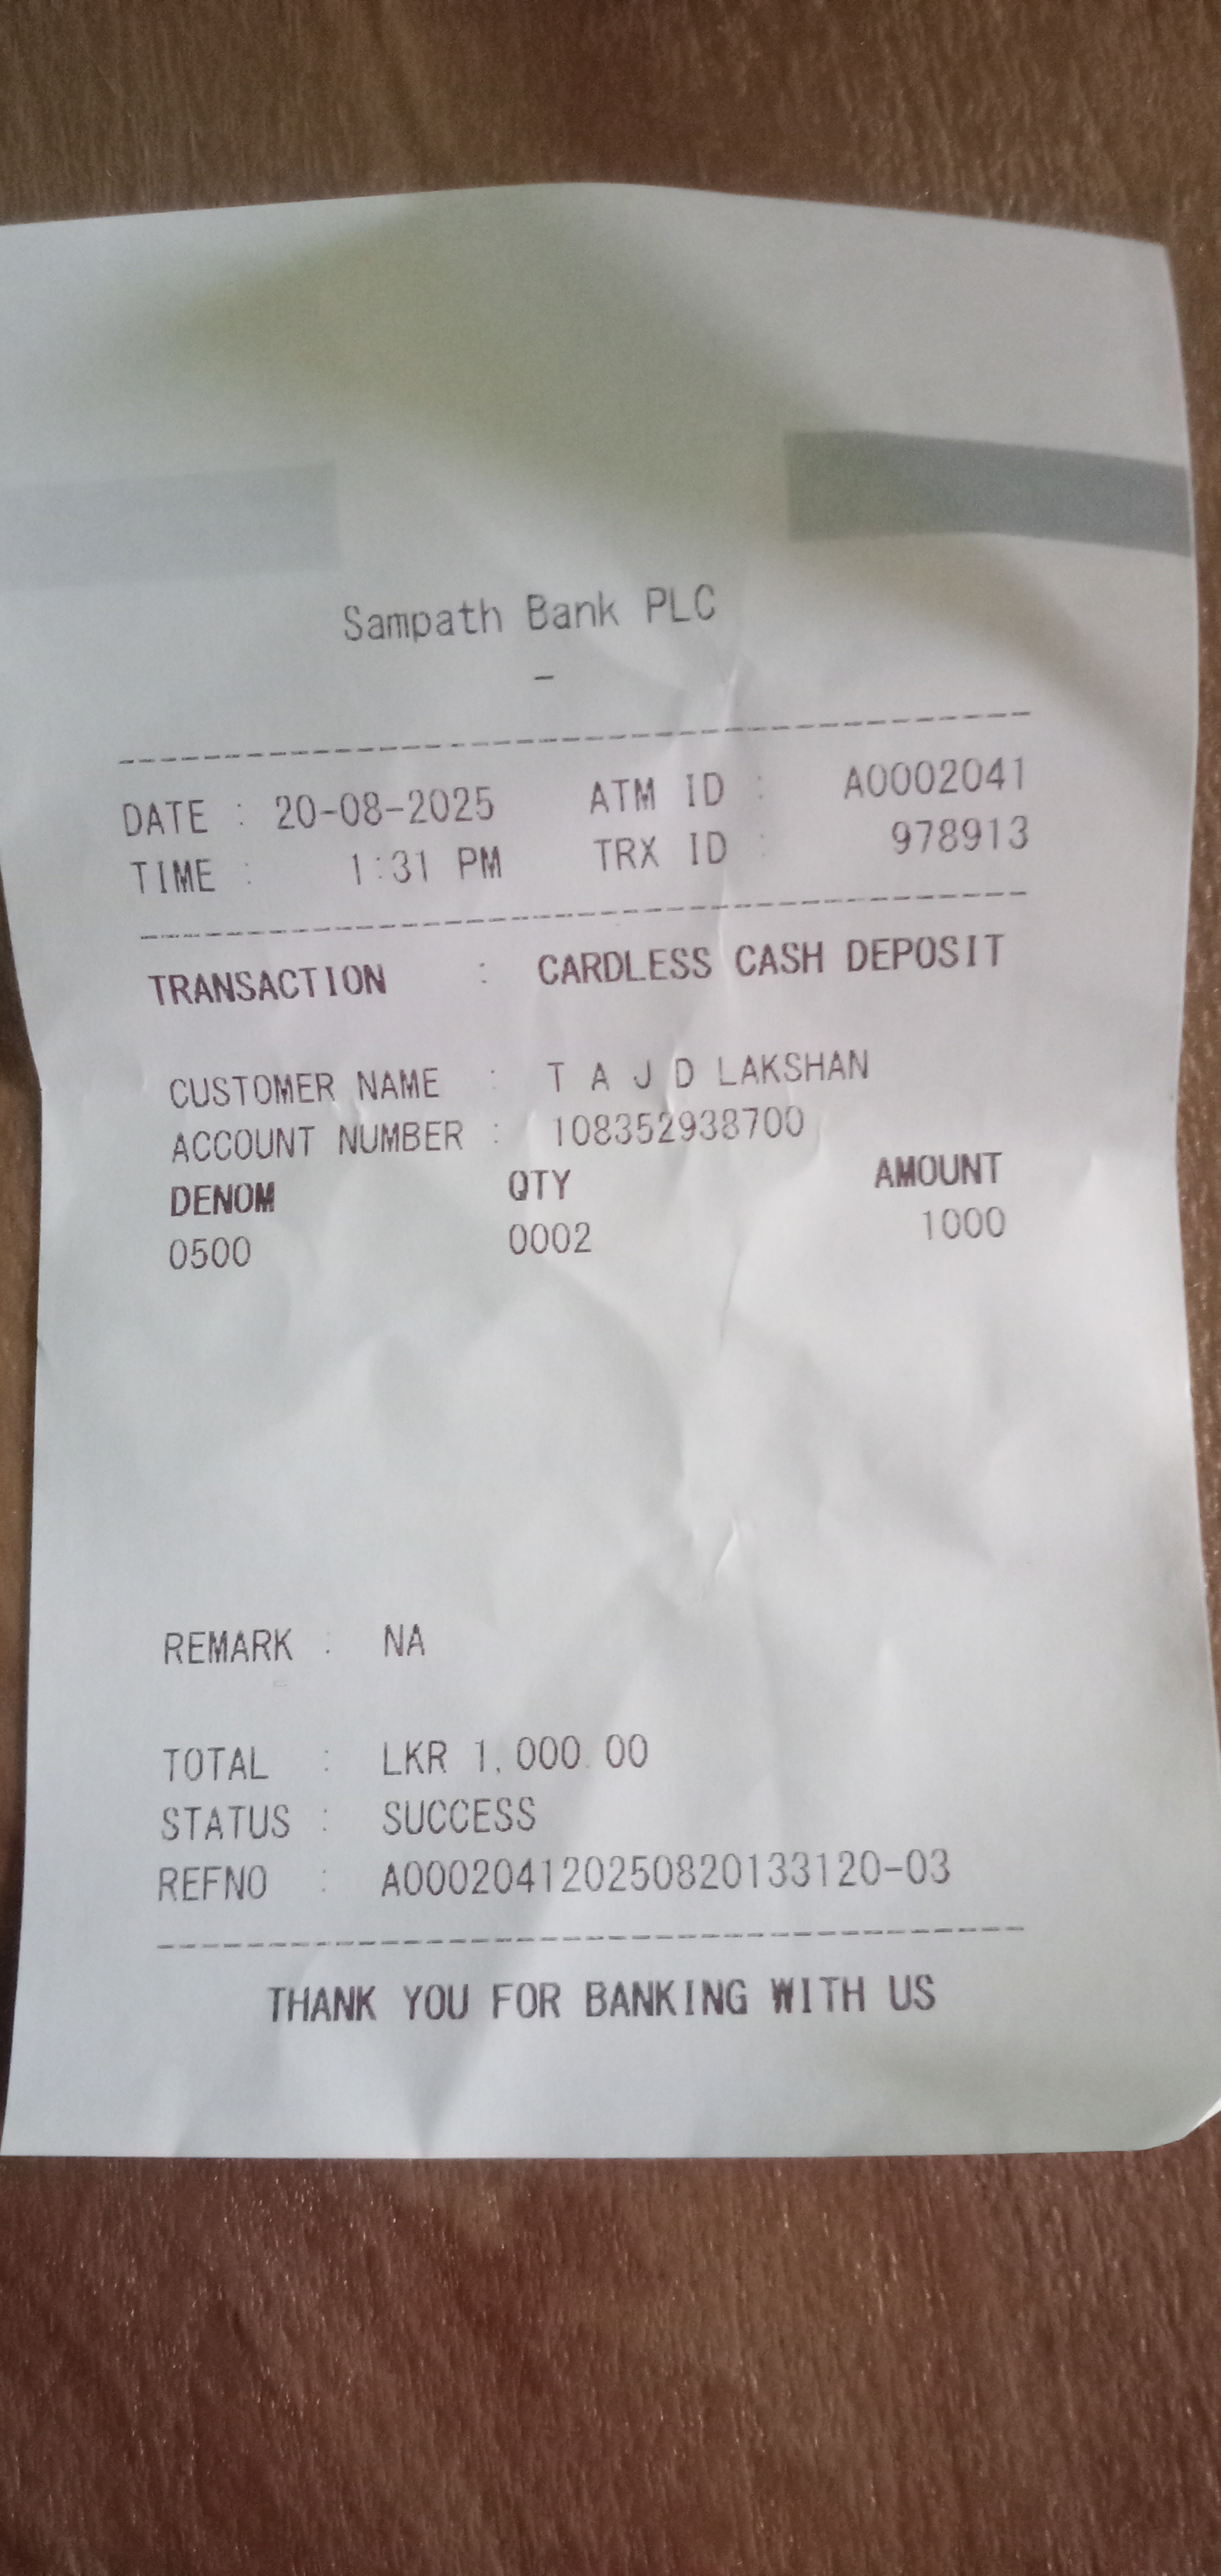 Sampath Bank PLC
-
DATE : 20-08-2025 ATM ID : A0002041
TIME : 1:31 PM TRX ID : 978913
TRANSACTION : CARDLESS CASH DEPOSIT
CUSTOMER NAME : T A J D LAKSHAN
ACCOUNT NUMBER : 108352938700
DENOM QTY AMOUNT
0500 0002 1000
REMARK : NA
TOTAL : LKR 1,000.00
STATUS : SUCCESS
REFNO : A000204120250820133120-03
THANK YOU FOR BANKING WITH US